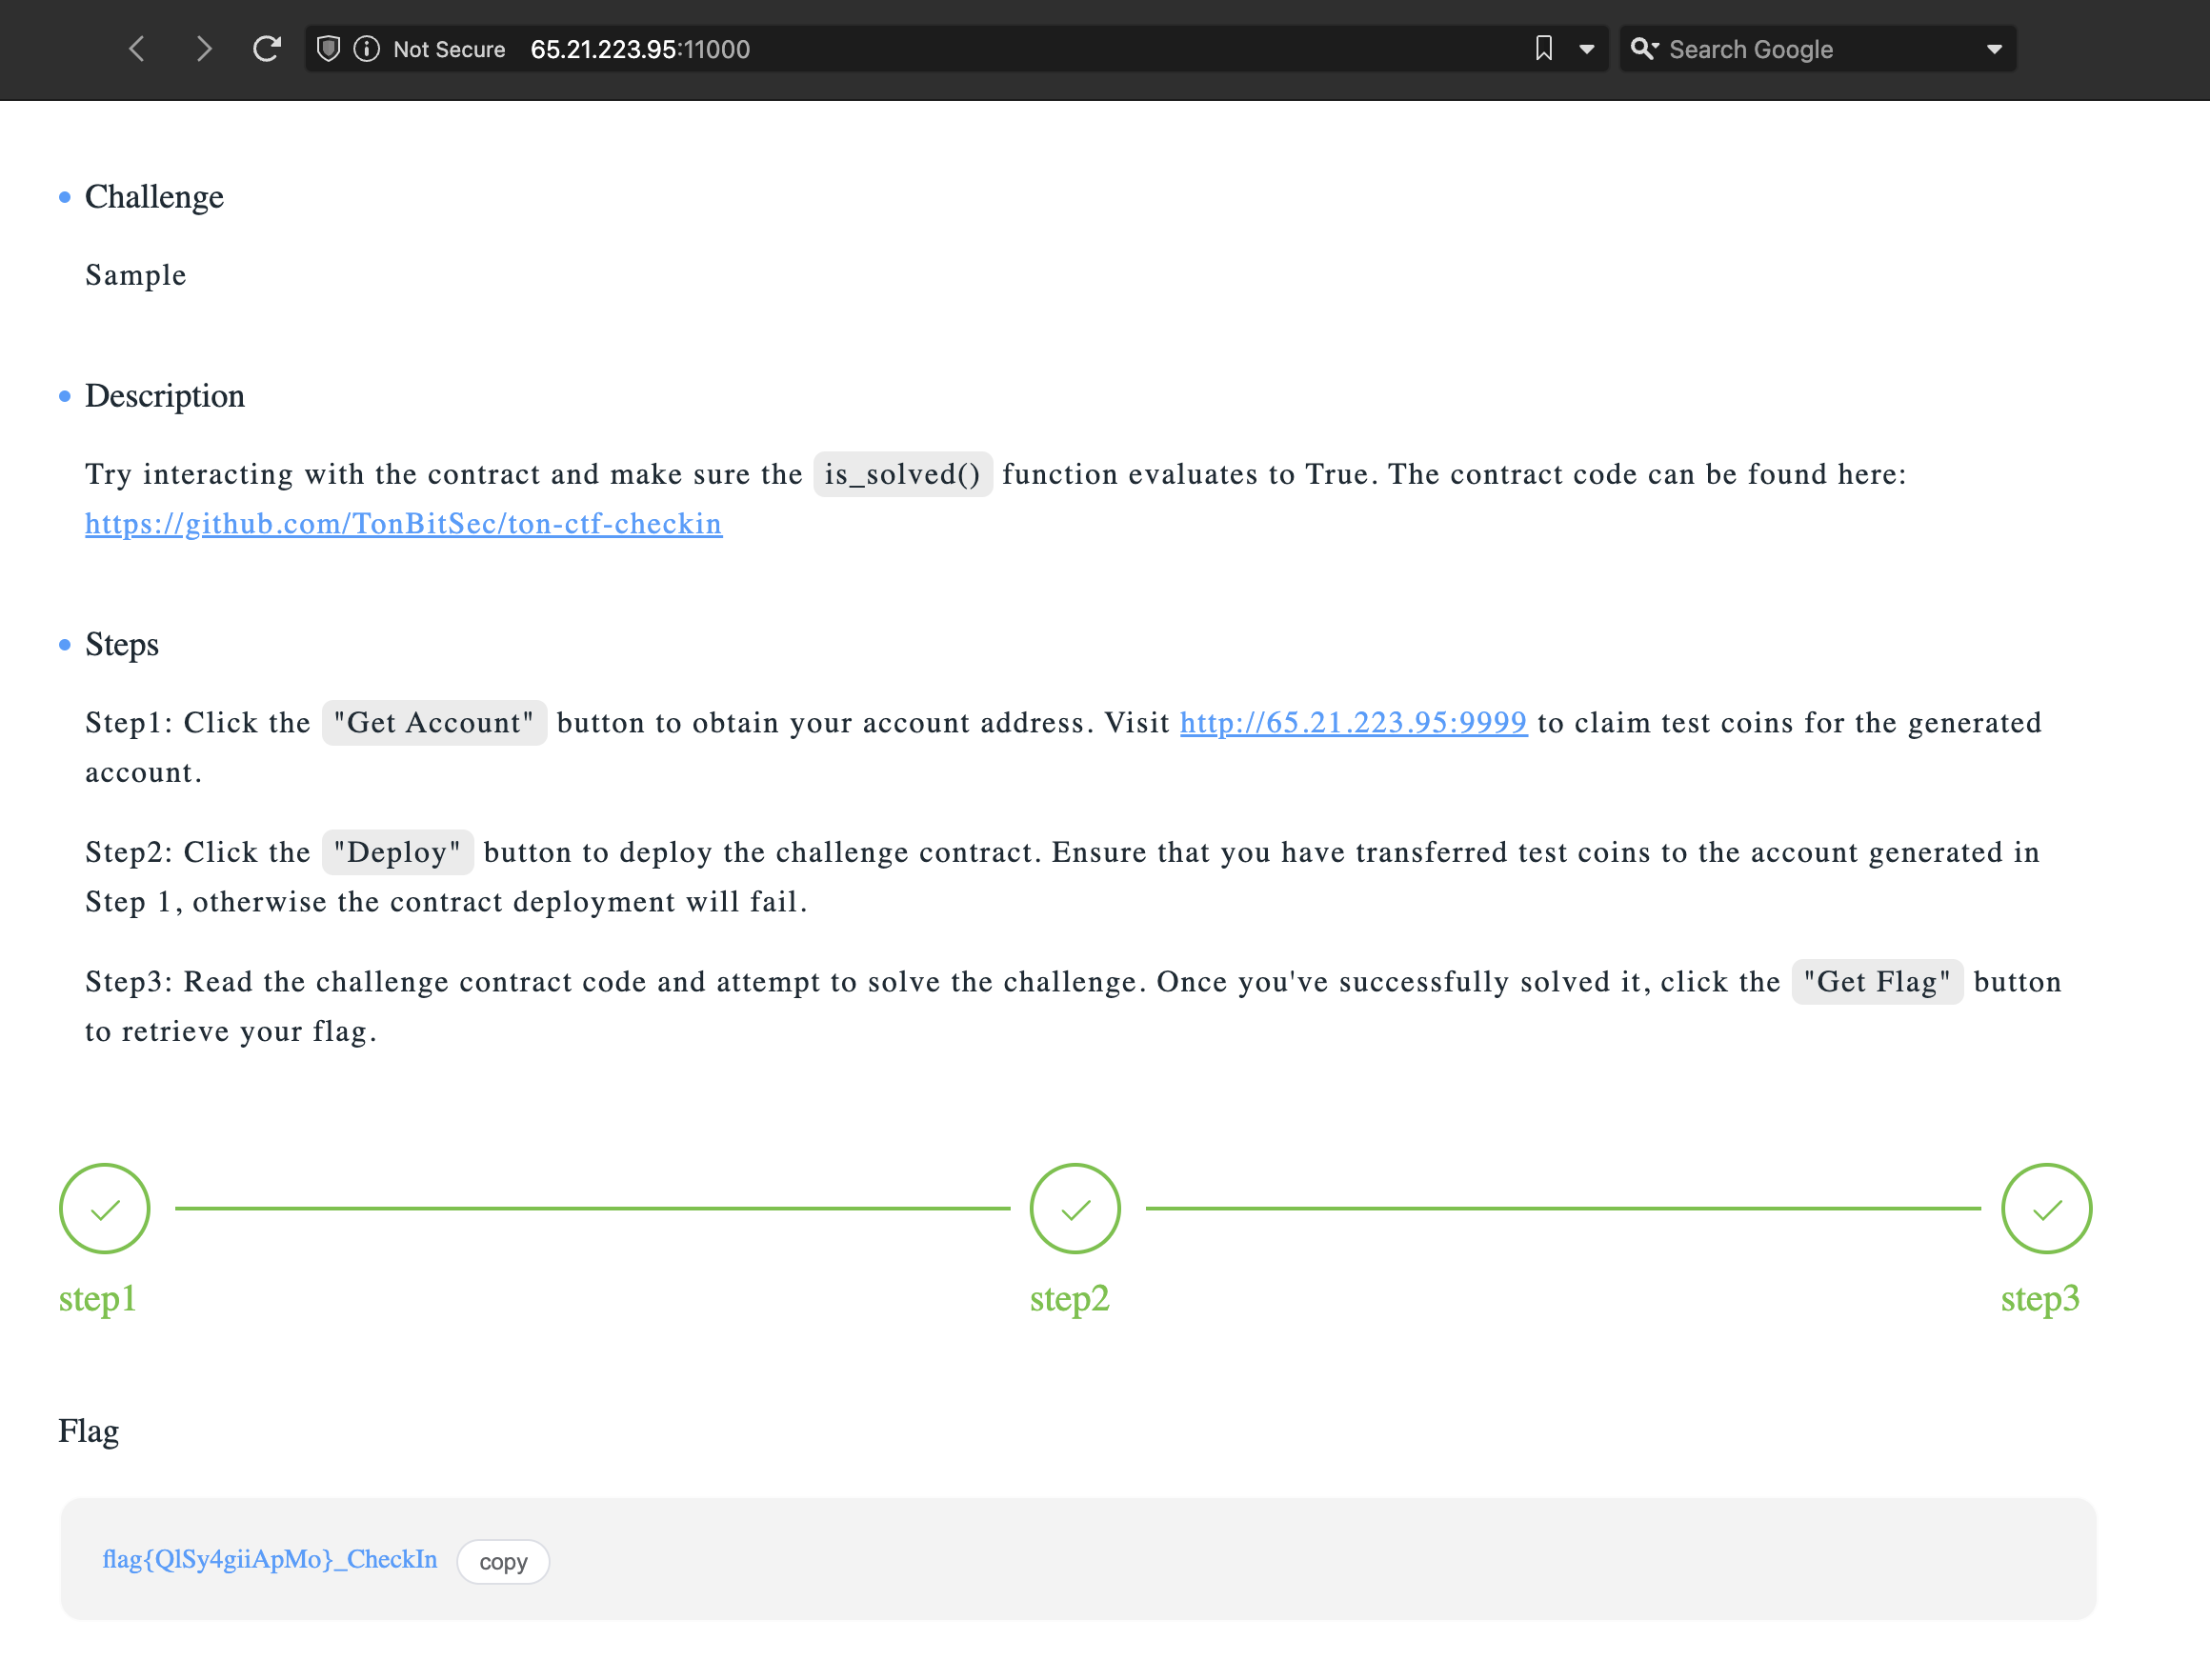 Not Secure 65.21.223.95:11000 Search Google
Challenge
Sample
Description
Try interacting with the contract and make sure the is_solved() function evaluates to True. The contract code can be found here:
https://github.com/TonBitSec/ton-ctf-checkin
Steps
Step1: Click the "Get Account" button to obtain your account address. Visit http://65.21.223.95:9999 to claim test coins for the generated
account.
Step2: Click the "Deploy" button to deploy the challenge contract. Ensure that you have transferred test coins to the account generated in
Step 1, otherwise the contract deployment will fail.
Step3: Read the challenge contract code and attempt to solve the challenge. Once you've successfully solved it, click the "Get Flag" button
to retrieve your flag.
step1 step2 step3
Flag
flag{QlSy4giiApMo}_CheckIn copy